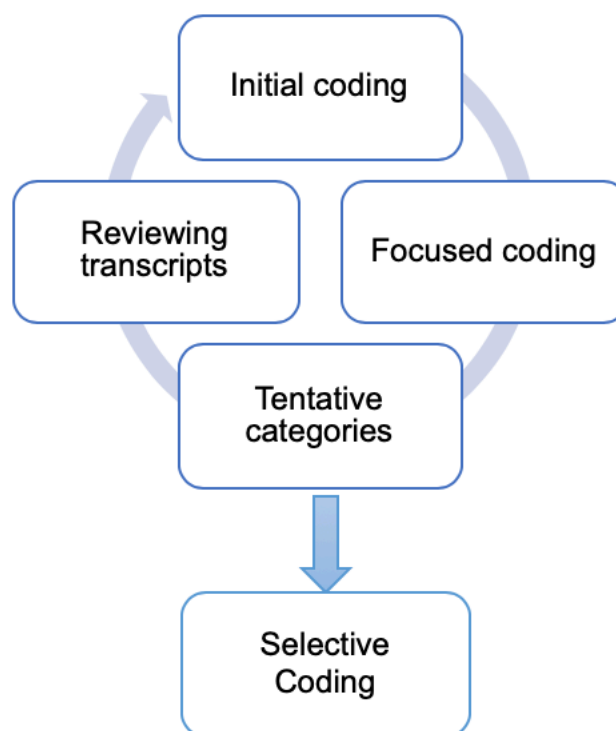 Initial coding
Reviewing
transcripts
Focused coding
Tentative
categories
Selective
Coding